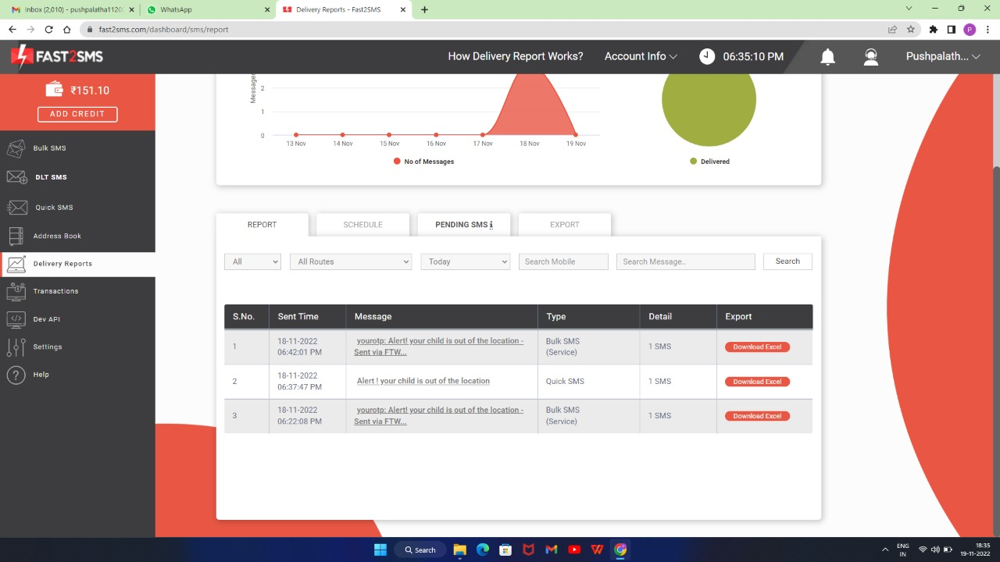 Inbox (2,010) - pushpalatha1120
WhatsApp
Delivery Reports - Fast2SMS
fast2sms.com/dashboard/sms/report
P
FAST2SMS
How Delivery Report Works?
Account Info
06:35:10 PM
Pushpalath...
₹151.10
ADD CREDIT
Bulk SMS
DLT SMS
Quick SMS
Address Book
Delivery Reports
Transactions
Dev API
Settings
Help
Messages
2
1
0
13 Nov 14 Nov 15 Nov 16 Nov 17 Nov 18 Nov 19 Nov
No of Messages
Delivered
REPORT
SCHEDULE
PENDING SMS i
EXPORT
All
All Routes
Today
Search Mobile
Search Message..
Search
S.No. Sent Time Message Type Detail Export
1
18-11-2022
06:42:01 PM
yourotp: Alert! your child is out of the location -
Sent via FTW...
Bulk SMS
(Service)
1 SMS
Download Excel
2
18-11-2022
06:37:47 PM
Alert ! your child is out of the location
Quick SMS
1 SMS
Download Excel
3
18-11-2022
06:22:08 PM
yourotp: Alert! your child is out of the location -
Sent via FTW...
Bulk SMS
(Service)
1 SMS
Download Excel
Search
ENG
IN
18:35
19-11-2022